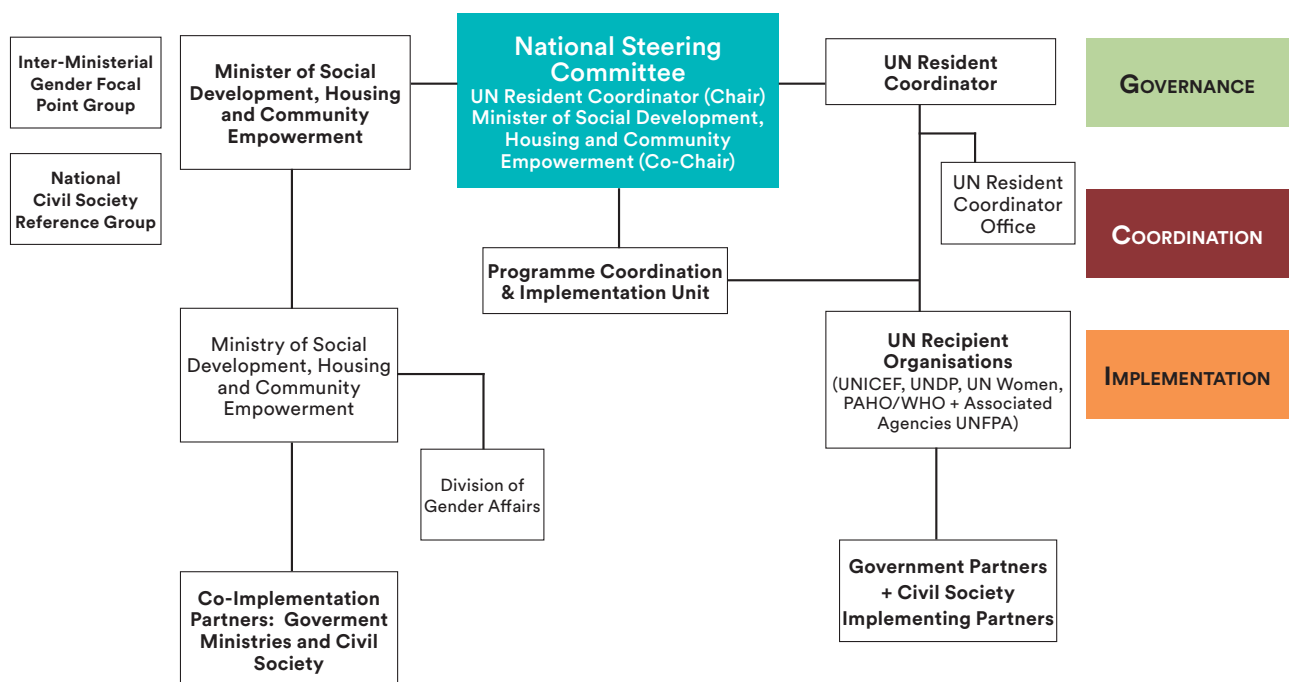 Inter-Ministerial
Gender Focal
Point Group
National
Civil Society
Reference Group
Minister of Social
Development, Housing
and Community
Empowerment
National Steering
Committee
UN Resident Coordinator (Chair)
Minister of Social Development,
Housing and Community
Empowerment (Co-Chair)
UN Resident
Coordinator
GOVERNANCE
UN Resident
Coordinator
Office
COORDINATION
Programme Coordination
& Implementation Unit
Ministry of Social
Development, Housing
and Community
Empowerment
UN Recipient
Organisations
(UNICEF, UNDP, UN Women,
PAHO/WHO + Associated
Agencies UNFPA)
IMPLEMENTATION
Division of
Gender Affairs
Co-Implementation
Partners: Goverment
Ministries and Civil
Society
Government Partners
+ Civil Society
Implementing Partners